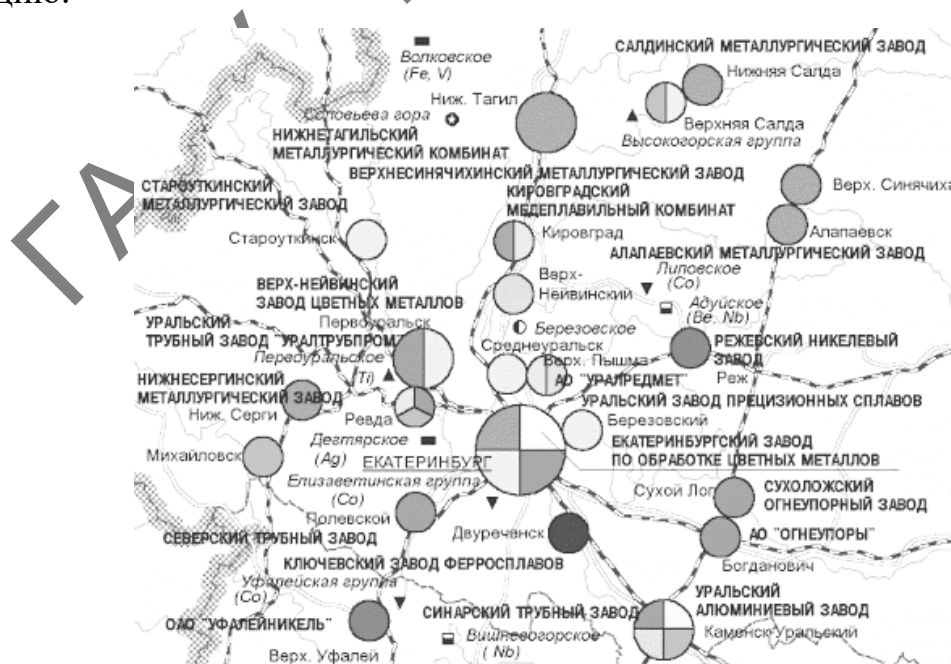 цию.
ГА
САЛДИНСКИЙ МЕТАЛЛУРГИЧЕСКИЙ ЗАВОД
Волковское
(Fe, V)
Нижняя Салда
Ниж. Тагил
Соловьева гора
Верхняя Салда
Высокогорская группа
НИЖНЕТАГИЛЬСКИЙ
МЕТАЛЛУРГИЧЕСКИЙ КОМБИНАТ
ВЕРХНЕСИНЯЧИХИНСКИЙ МЕТАЛЛУРГИЧЕСКИЙ ЗАВОД
СТАРОУТКИНСКИЙ
МЕТАЛЛУРГИЧЕСКИЙ ЗАВОД
КИРОВГРАДСКИЙ
МЕДЕПЛАВИЛЬНЫЙ КОМБИНАТ
Верх. Синячиха
Староуткинск
Кировград
Алапаевск
АЛАПАЕВСКИЙ МЕТАЛЛУРГИЧЕСКИЙ ЗАВОД
Липовское
(Co)
ВЕРХ-НЕЙВИНСКИЙ
ЗАВОД ЦВЕТНЫХ МЕТАЛЛОВ
Верх-
Нейвинский
Адуйское
(Be, Nb)
Первоуральск
УРАЛЬСКИЙ
ТРУБНЫЙ ЗАВОД "УРАЛТРУБПРОМ"
Березовское
Среднеуральск
РЕЖЕВСКИЙ НИКЕЛЕВЫЙ
ЗАВОД
Первоуральское
(Ti)
Верх. Пышма
АО "УРАЛРЕДМЕТ"
Реж
НИЖНЕСЕРГИНСКИЙ
МЕТАЛЛУРГИЧЕСКИЙ ЗАВОД
Ниж. Серги
УРАЛЬСКИЙ ЗАВОД ПРЕЦИЗИОННЫХ СПЛАВОВ
Ревда
Березовский
Дегтярское
(Ag)
Михайловск
ЕКАТЕРИНБУРГ
ЕКАТЕРИНБУРГСКИЙ ЗАВОД
ПО ОБРАБОТКЕ ЦВЕТНЫХ МЕТАЛЛОВ
Елизаветинская группа
(Co)
Сухой Лог
СУХОЛОЖСКИЙ
ОГНЕУПОРНЫЙ ЗАВОД
Полевской
СЕВЕРСКИЙ ТРУБНЫЙ ЗАВОД
Двуреченск
АО "ОГНЕУПОРЫ"
Богданович
КЛЮЧЕВСКИЙ ЗАВОД ФЕРРОСПЛАВОВ
Уфалейская группа
(Co)
УРАЛЬСКИЙ
АЛЮМИНИЕВЫЙ ЗАВОД
ОАО "УФАЛЕЙНИКЕЛЬ"
СИНАРСКИЙ ТРУБНЫЙ ЗАВОД
Каменск-Уральский
Вишневогорское
( Nb)
Верх. Уфалей